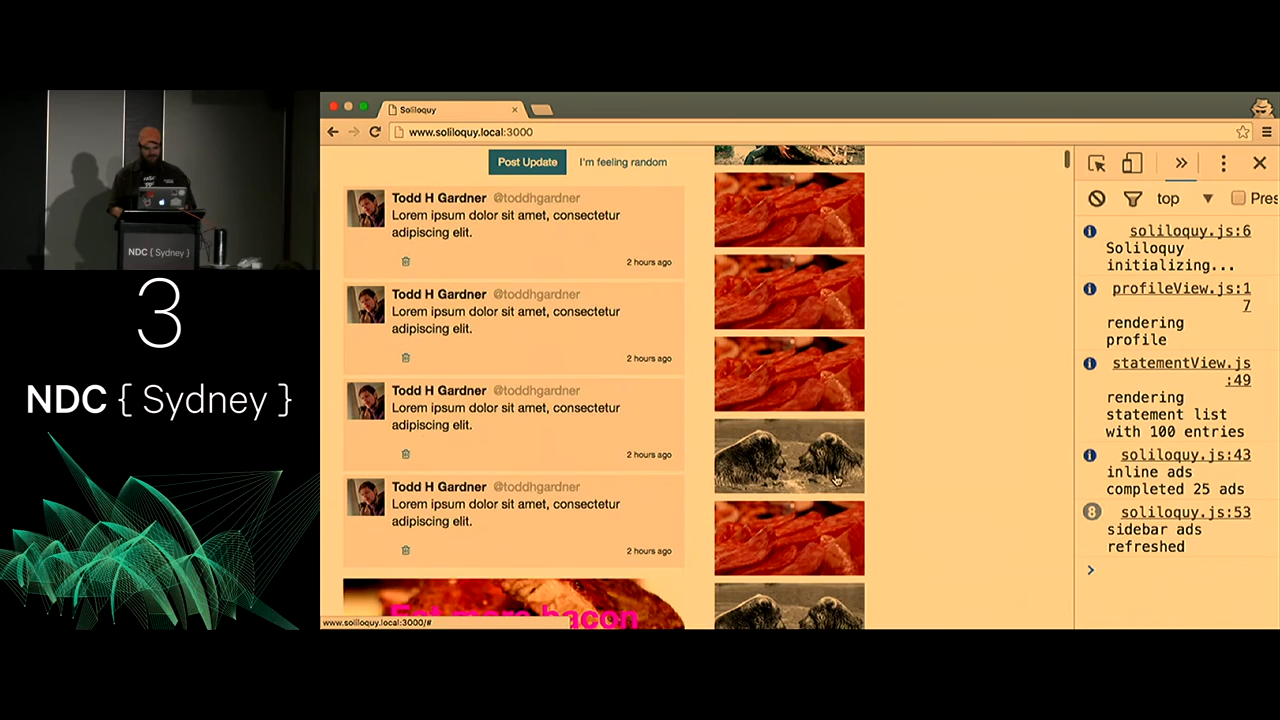 NDC { Sydney }
3
NDC { Sydney }
Soliloquy
www.soliloquy.local:3000
Post Update
I'm feeling random
Todd H Gardner @toddhgardner
Lorem ipsum dolor sit amet, consectetur
adipiscing elit.
2 hours ago
Todd H Gardner @toddhgardner
Lorem ipsum dolor sit amet, consectetur
adipiscing elit.
2 hours ago
Todd H Gardner @toddhgardner
Lorem ipsum dolor sit amet, consectetur
adipiscing elit.
2 hours ago
Todd H Gardner @toddhgardner
Lorem ipsum dolor sit amet, consectetur
adipiscing elit.
2 hours ago
Eat more bacon
www.soliloquy.local:3000/#
top
Pres
soliloquy.js:6
Soliloquy
initializing...
profileView.js:1
7
rendering
profile
statementView.js
:49
rendering
statement list
with 100 entries
soliloquy.js:43
inline ads
completed 25 ads
8 soliloquy.js:53
sidebar ads
refreshed